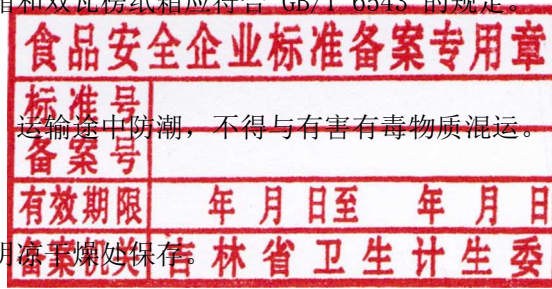 箱和双瓦楞纸箱应符合 GB/T 6543 的规定。
食品安全企业标准备案专用章
标准号
运输途中防潮，不得与有害有毒物质混运。
备案号
有效期限 年 月 日至 年 月 日
凉干燥处保存。
备案机关 吉林省卫生计生委